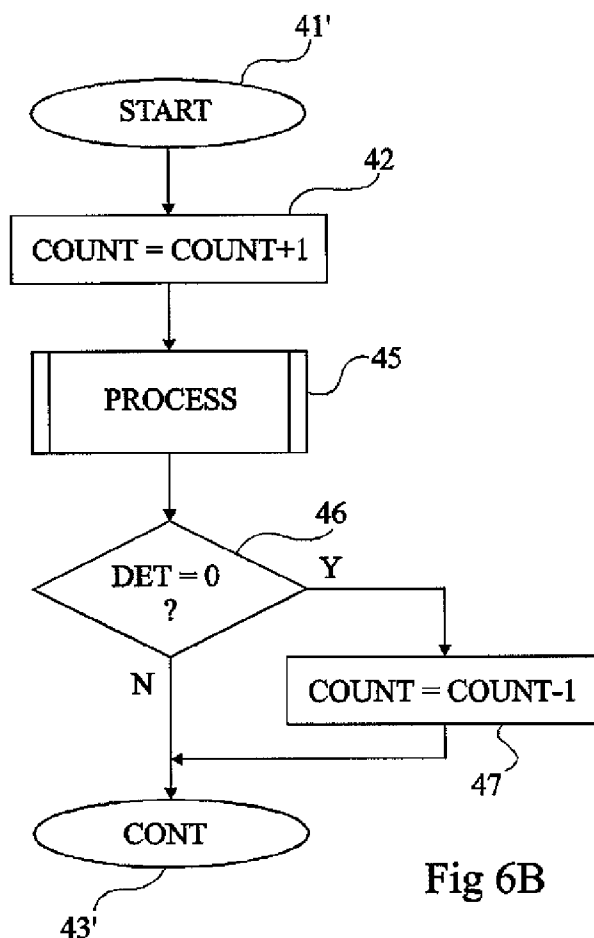 41'
START
42
COUNT = COUNT+1
45
PROCESS
46
DET = 0
?
Y
N
COUNT = COUNT-1
47
CONT
43'
Fig 6B